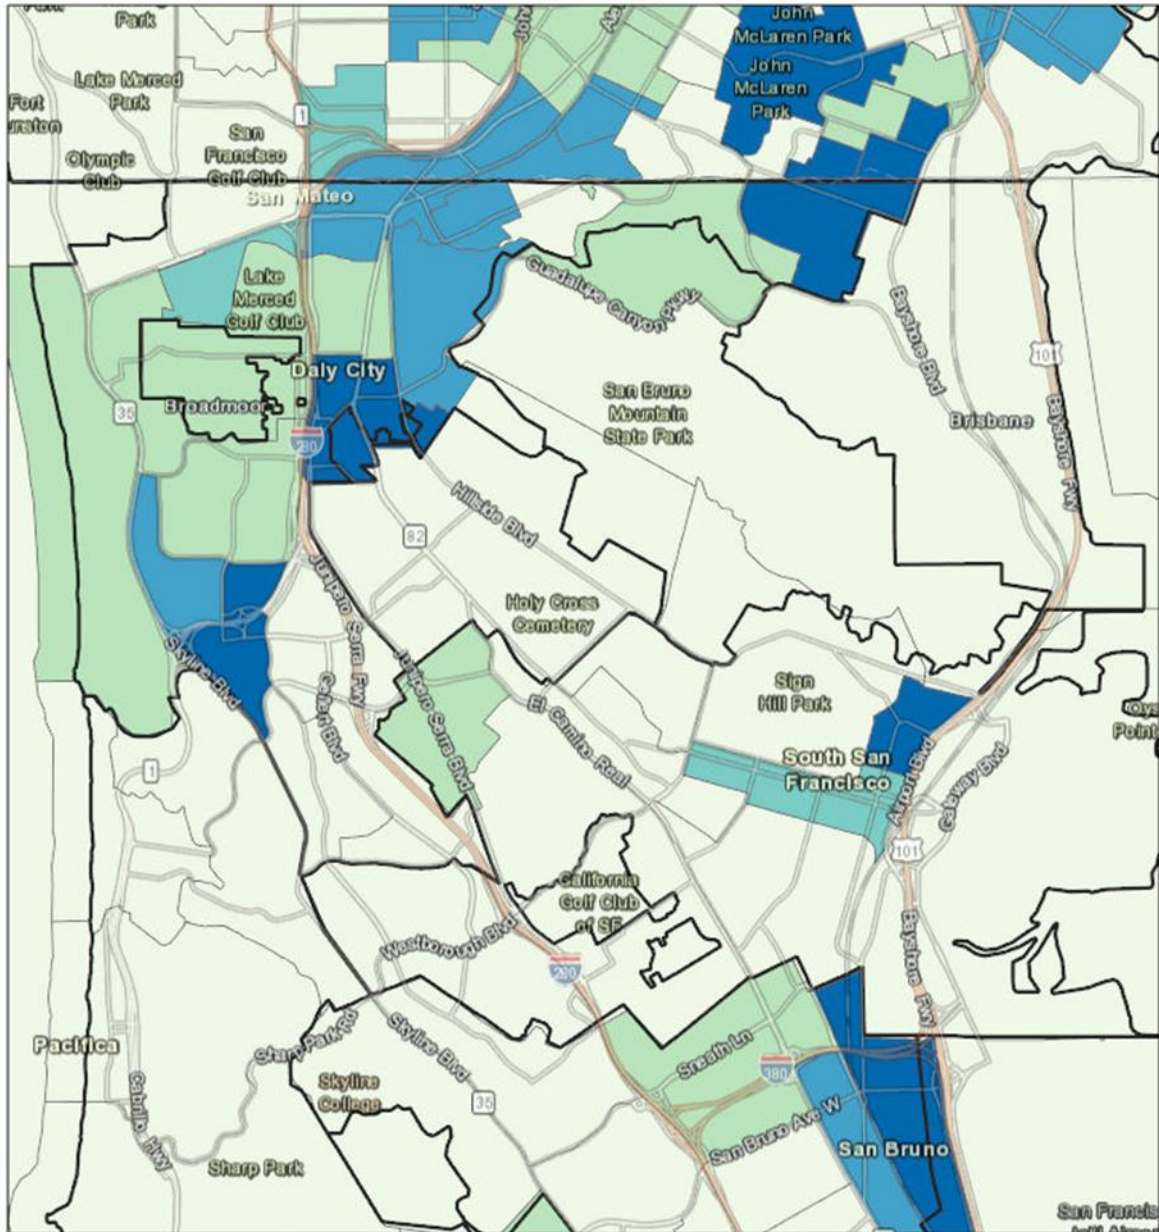 Park
John
McLaren Park
John
McLaren
Park
Lake Merced
Park
Fort
1
San
Francisco
Golf Club
Olympic
Club
San Mateo
Lake
Merced
Golf Club
Guadalupe Canyon Pkwy
Bayshore Blvd
101
Daly City
San Bruno
Mountain
State Park
Broadmoor
35
Brisbane
Bayshore Fwy
280
Hillside Blvd
82
Junipero Serra Fwy
Holy Cross
Cemetery
Skyline Blvd
Callan Blvd
Junipero Serra Blvd
Sign
Hill Park
El Camino Real
1
South San
Francisco
Airport Blvd
Gateway Blvd
101
California
Golf Club
of SF
Westborough Blvd
280
Bayshore Fwy
Pacifica
Sharp Park Rd
Skyline Blvd
Sneath Ln
380
Skyline
College
35
Cabrillo Hwy
San Bruno Ave W
San Bruno
Sharp Park